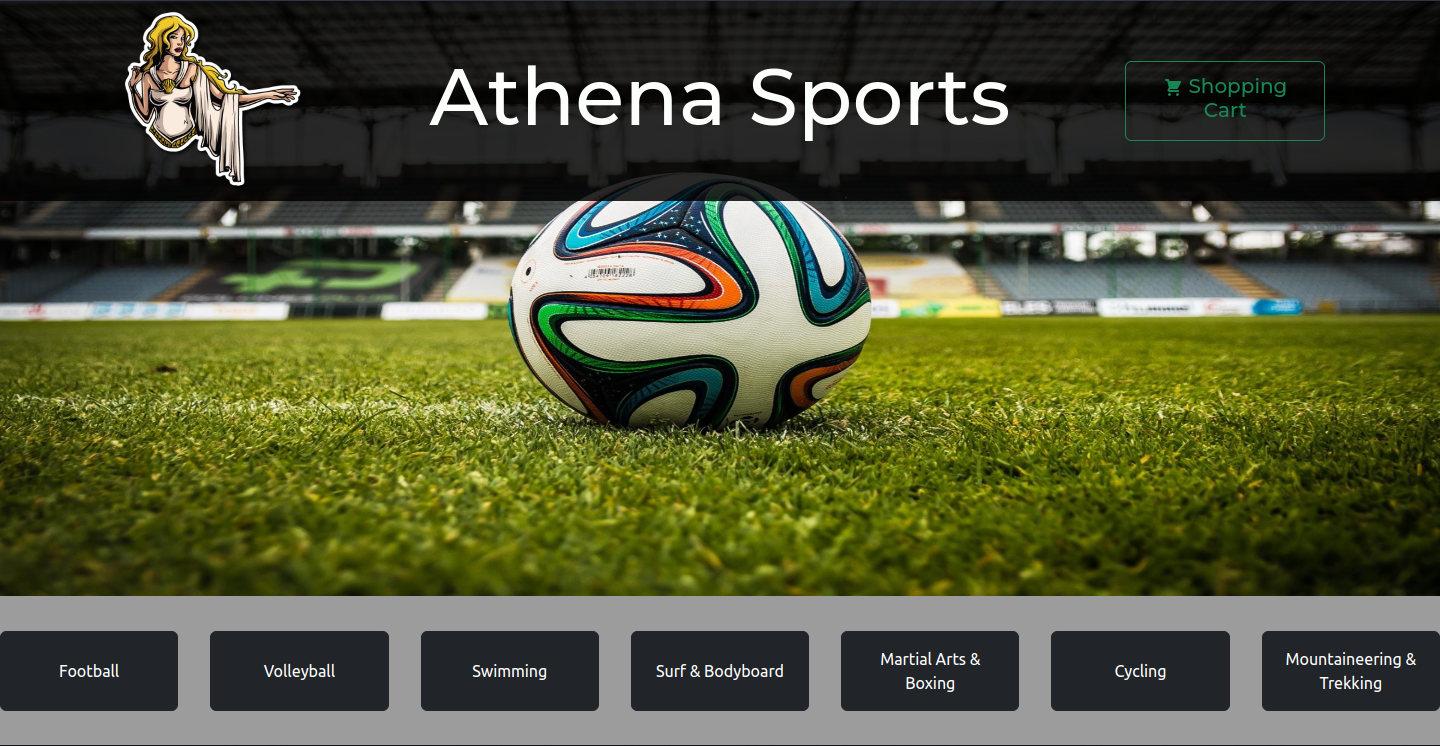 Athena Sports
Shopping
Cart
Football
Volleyball
Swimming
Surf & Bodyboard
Martial Arts &
Boxing
Cycling
Mountaineering &
Trekking